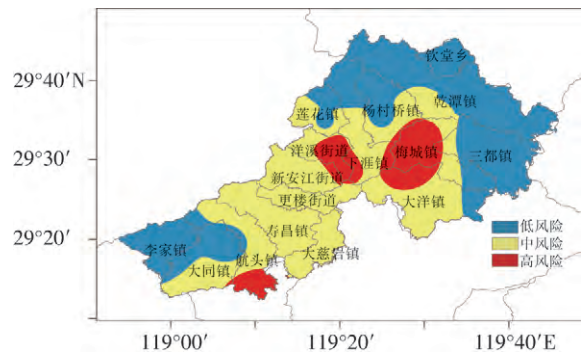 29°40′N
29°30′
29°20′
119°00′
119°20′
119°40′E
钦堂乡
乾潭镇
杨村桥镇
莲花镇
洋溪街道
下涯镇
梅城镇
三都镇
新安江街道
更楼街道
大洋镇
寿昌镇
李家镇
大慈岩镇
航头镇
大同镇
低风险
中风险
高风险